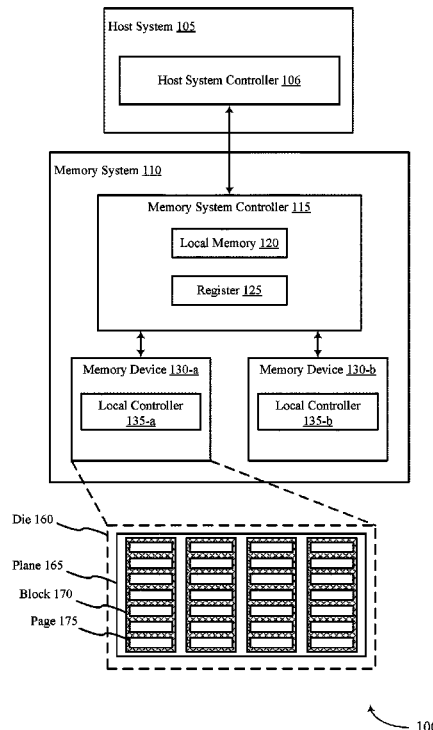 Host System 105
Host System Controller 106
Memory System 110
Memory System Controller 115
Local Memory 120
Register 125
Memory Device 130-a
Local Controller
135-a
Memory Device 130-b
Local Controller
135-b
Die 160
Plane 165
Block 170
Page 175
100